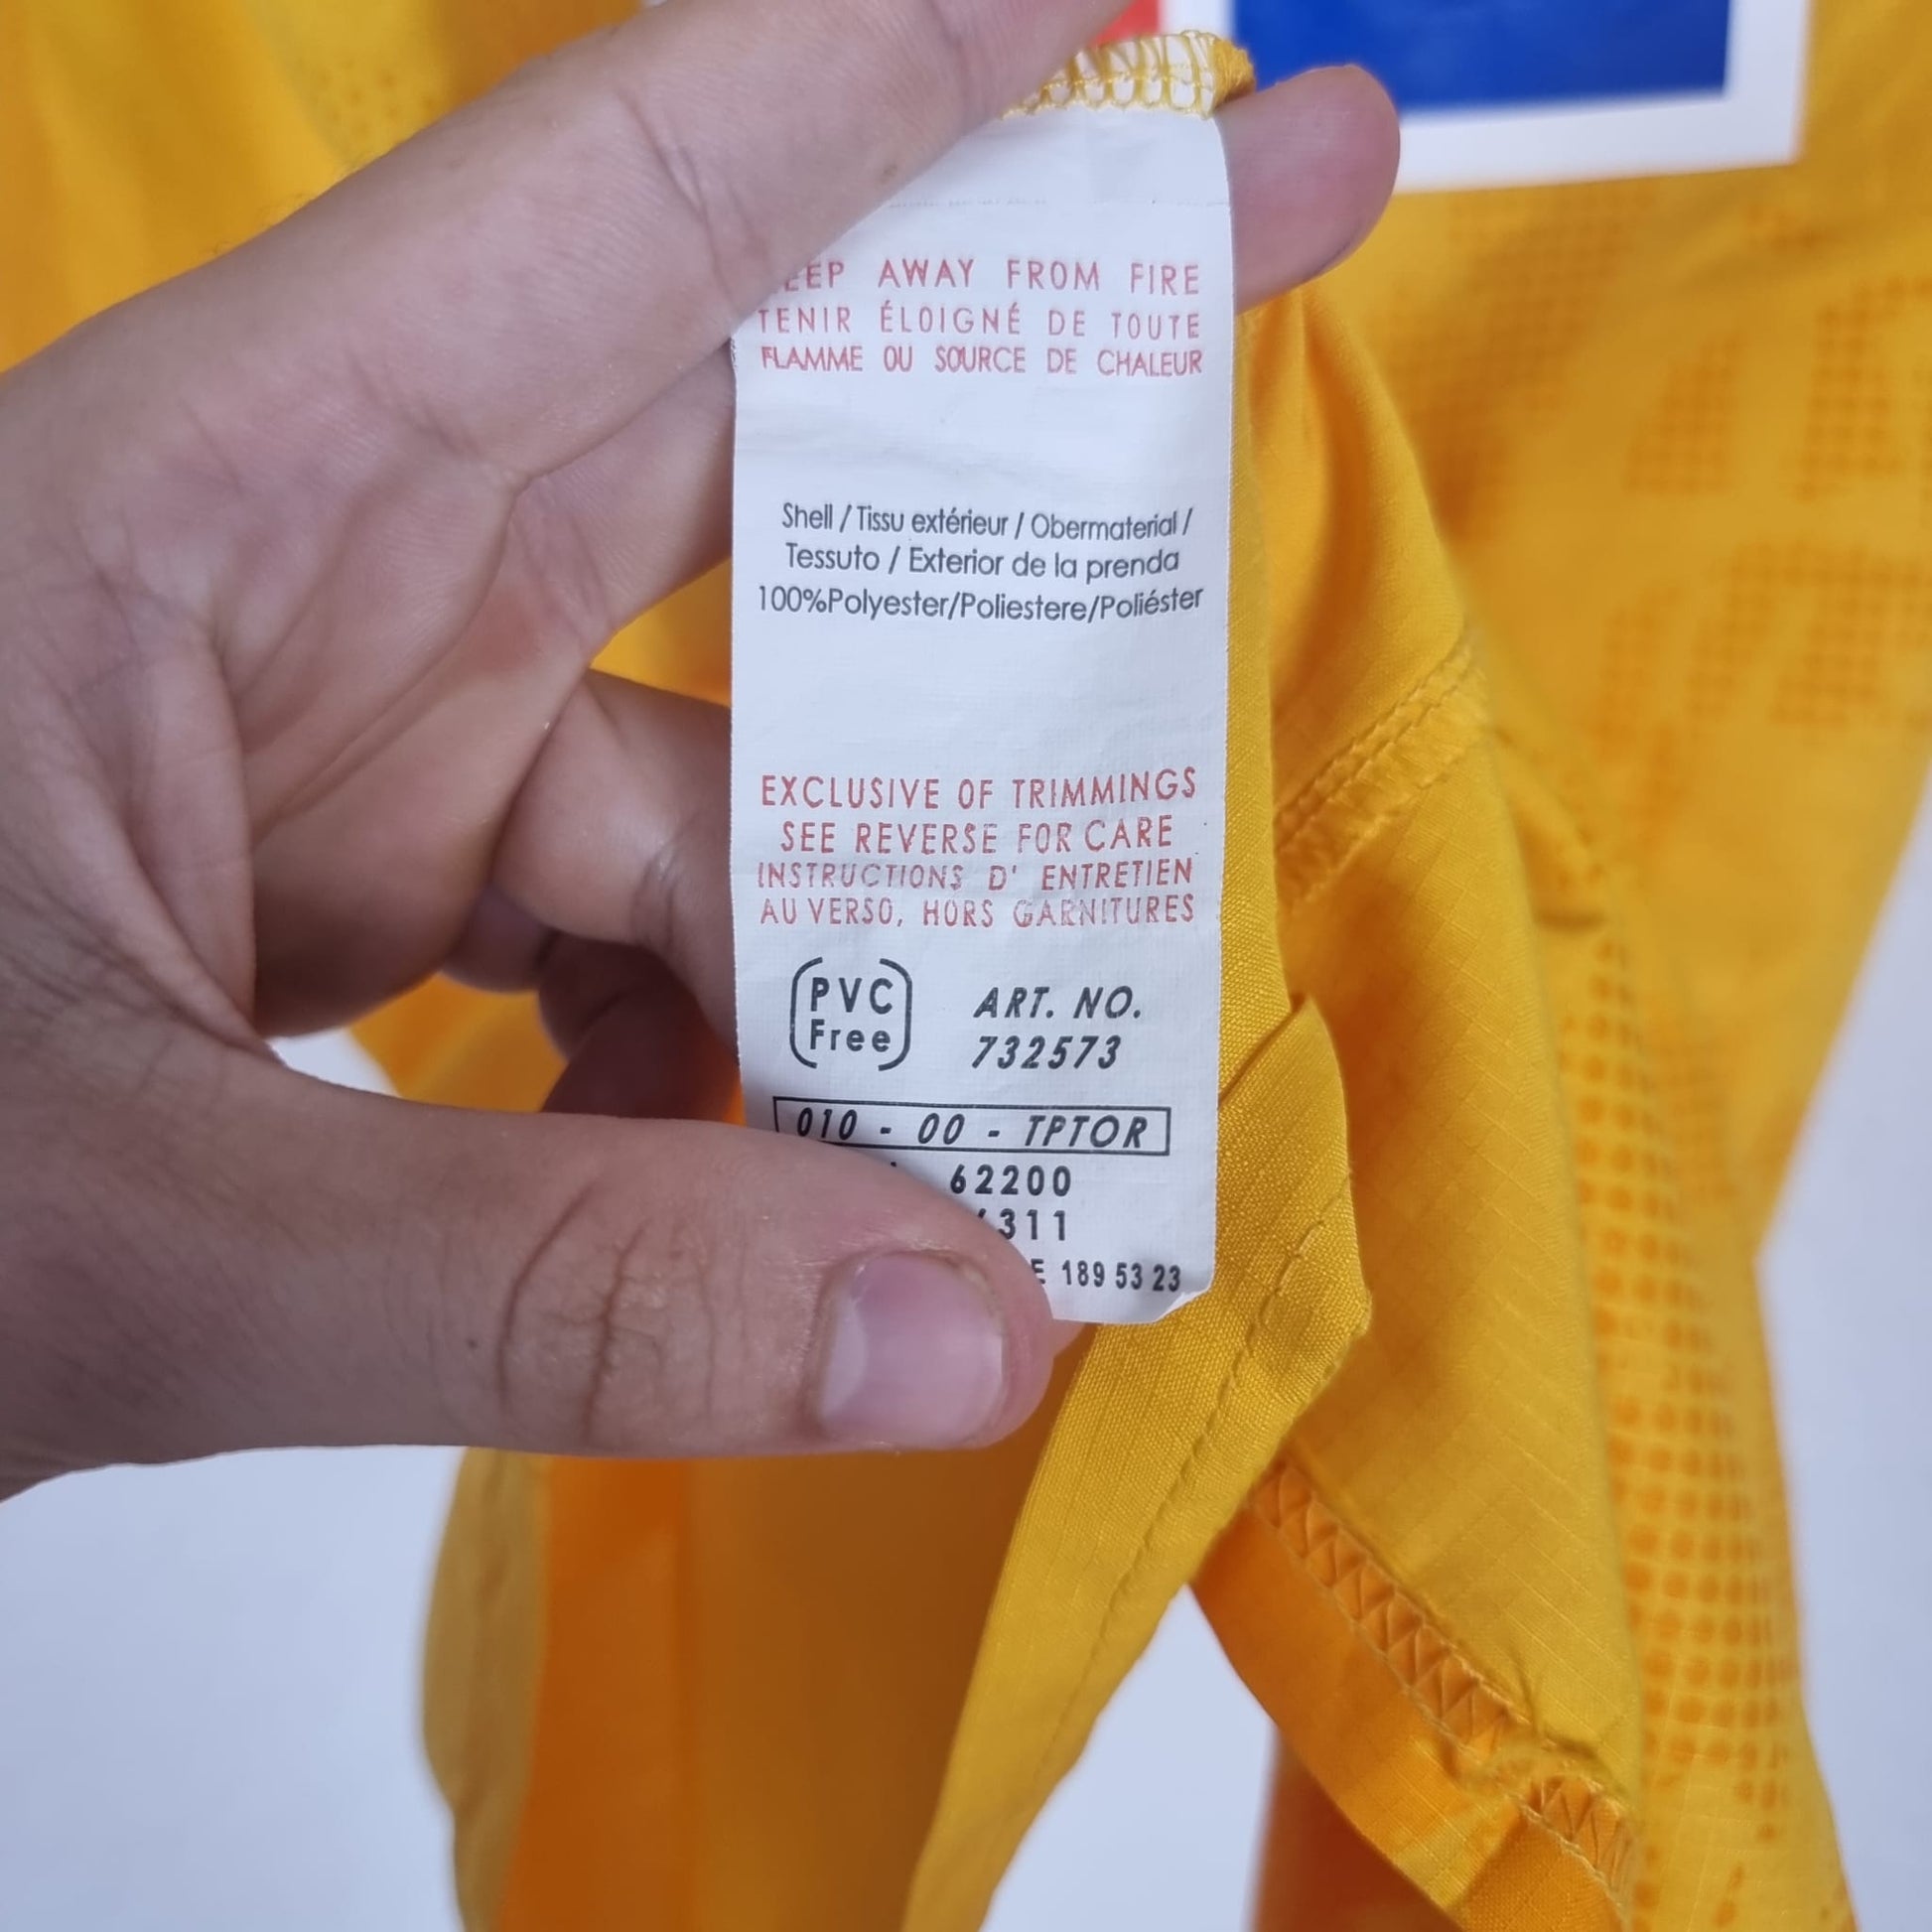 AWAY FROM FIRE
TENIR ÉLOIGNÉ DE TOUTE
FLAMME OU SOURCE DE CHALEUR
Shell / Tissu extérieur / Obermaterial /
Tessuto / Exterior de la prenda
100%Polyester/Poliestere/Poliéster
EXCLUSIVE OF TRIMMINGS
SEE REVERSE FOR CARE
INSTRUCTIONS D' ENTRETIEN
AU VERSO, HORS GARNITURES
PVC
Free
ART. NO.
732573
010 - 00 - TPTOR
62200
189 53 23